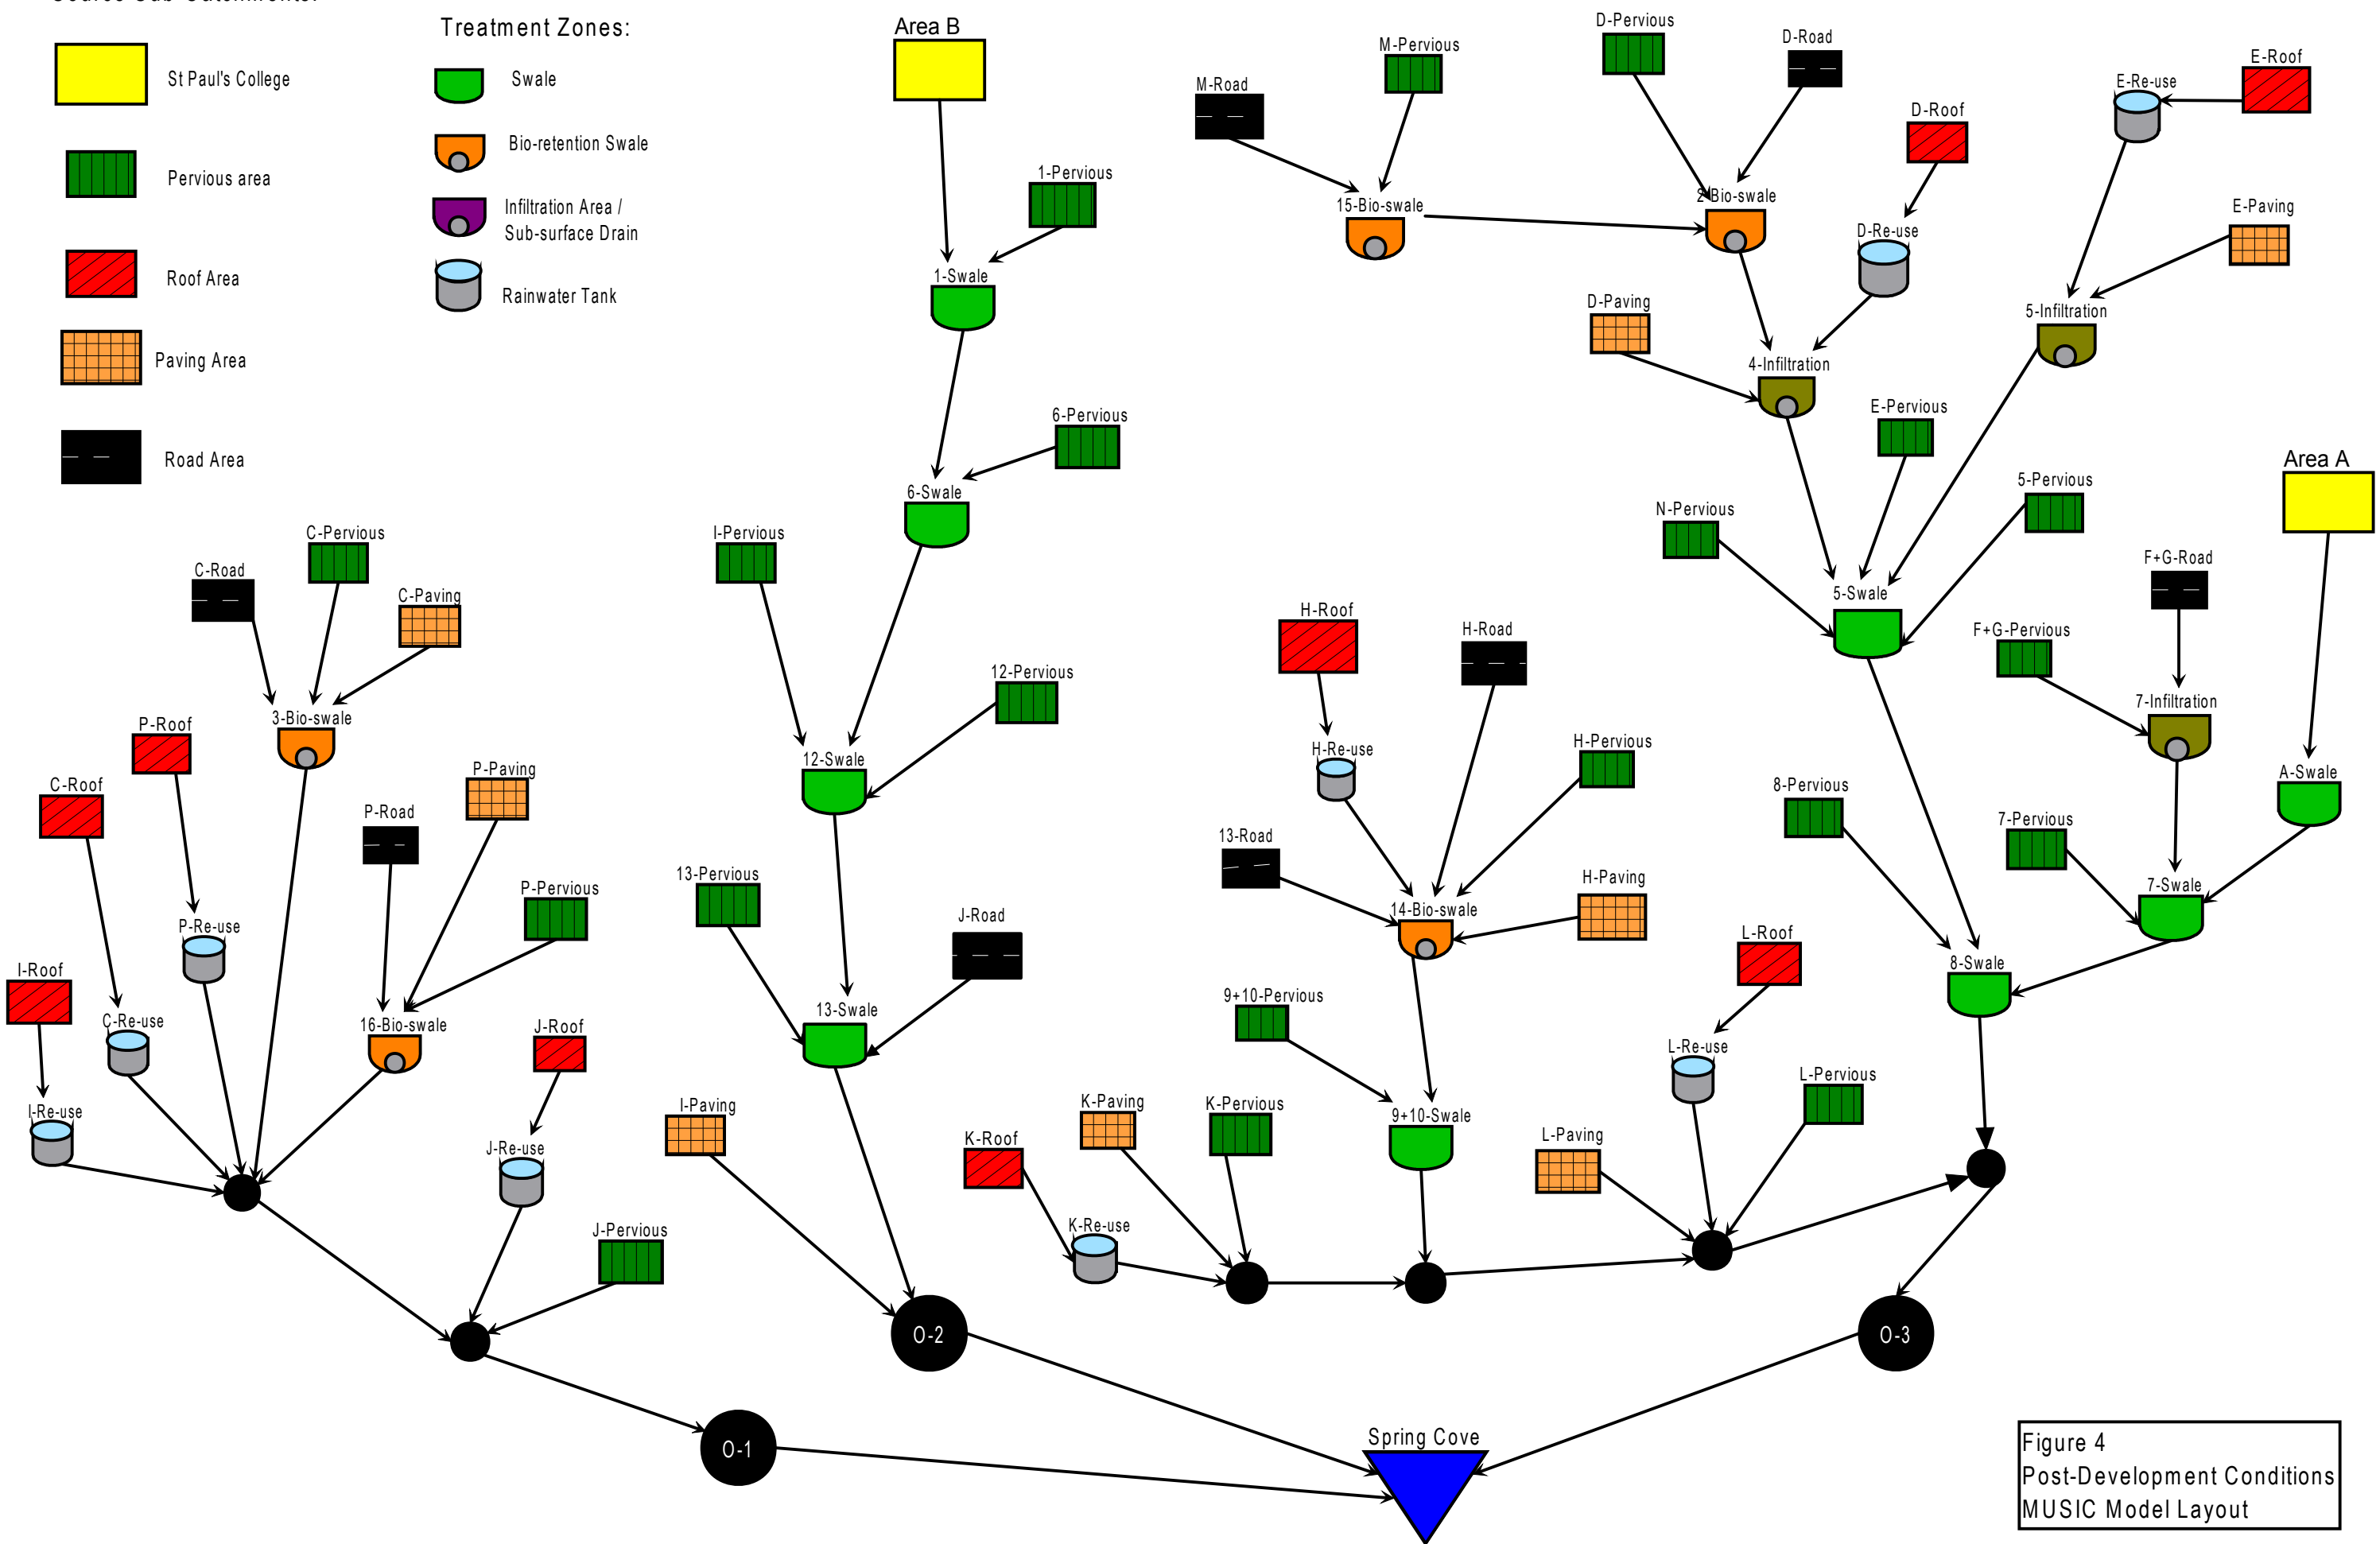 Source Sub-Catchments:
Treatment Zones:
St Paul's College
Pervious area
Roof Area
Paving Area
Road Area
Swale
Bio-retention Swale
Infiltration Area /
Sub-surface Drain
Rainwater Tank
Area B
1-Pervious
1-Swale
6-Pervious
6-Swale
I-Pervious
12-Pervious
12-Swale
13-Pervious
J-Road
13-Swale
I-Paving
O-2
M-Road
M-Pervious
15-Bio-swale
D-Pervious
D-Road
2-Bio-swale
D-Roof
D-Re-use
D-Paving
4-Infiltration
E-Re-use
E-Roof
E-Paving
5-Infiltration
E-Pervious
5-Pervious
N-Pervious
5-Swale
Area A
F+G-Road
F+G-Pervious
7-Infiltration
A-Swale
7-Pervious
7-Swale
8-Pervious
8-Swale
C-Road
C-Pervious
C-Paving
3-Bio-swale
P-Roof
C-Roof
P-Paving
P-Road
P-Pervious
P-Re-use
I-Roof
C-Re-use
16-Bio-swale
I-Re-use
J-Roof
J-Re-use
J-Pervious
O-1
H-Roof
H-Road
H-Re-use
H-Pervious
13-Road
H-Paving
14-Bio-swale
9+10-Pervious
9+10-Swale
K-Roof
K-Paving
K-Pervious
K-Re-use
L-Roof
L-Re-use
L-Pervious
L-Paving
O-3
Spring Cove
Figure 4
Post-Development Conditions
MUSIC Model Layout